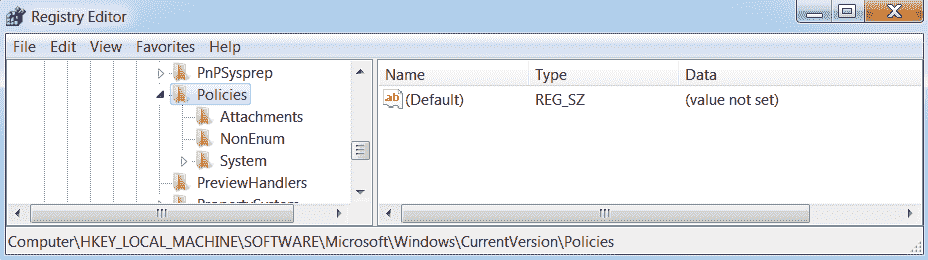 Registry Editor
File Edit View Favorites Help
PnPSysprep
Policies
Attachments
NonEnum
System
PreviewHandlers
Name Type Data
ab (Default) REG_SZ (value not set)
Computer\HKEY_LOCAL_MACHINE\SOFTWARE\Microsoft\Windows\CurrentVersion\Policies